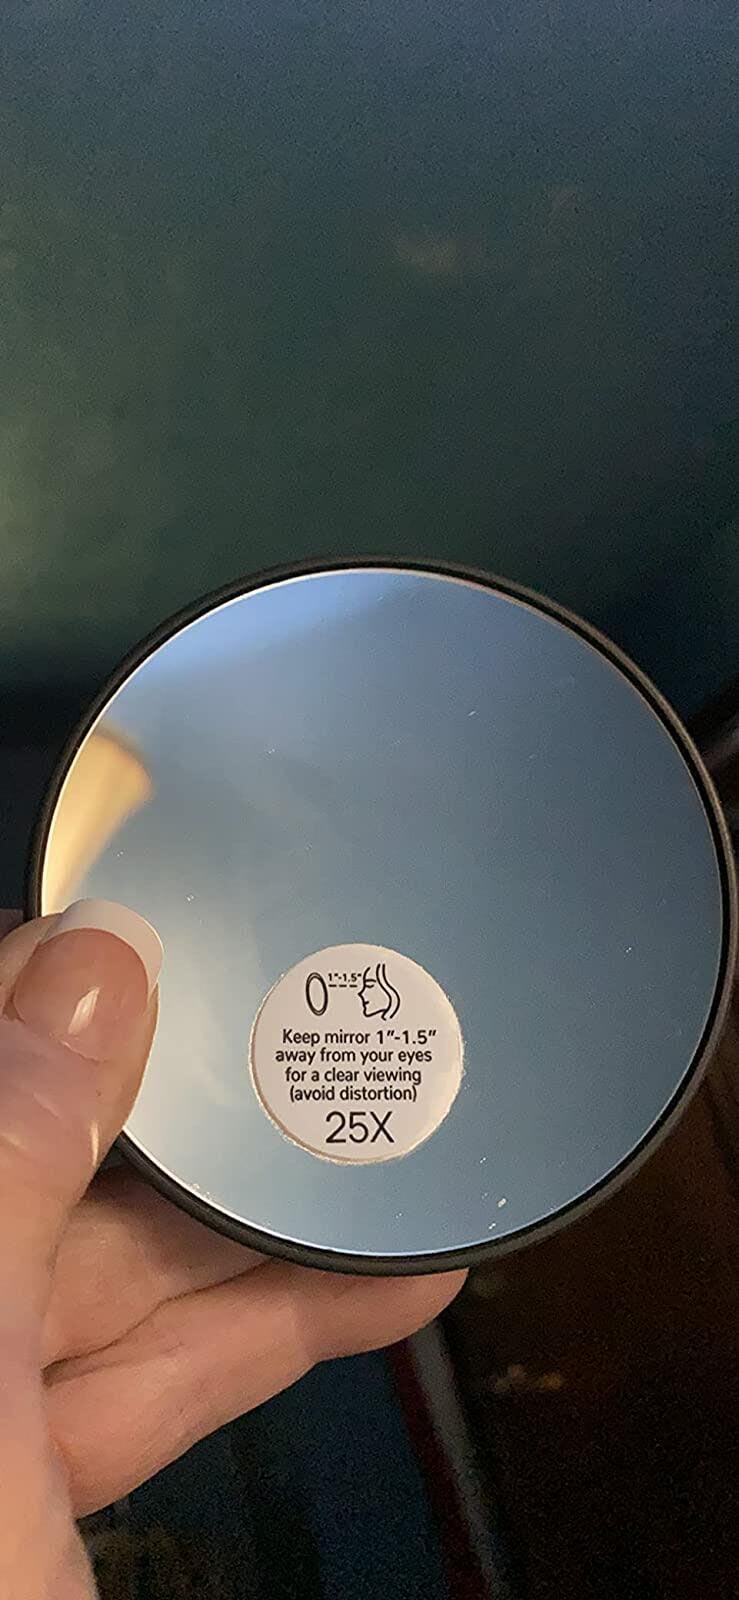 1"-1.5"
Keep mirror 1"-1.5"
away from your eyes
for a clear viewing
(avoid distortion)
25X